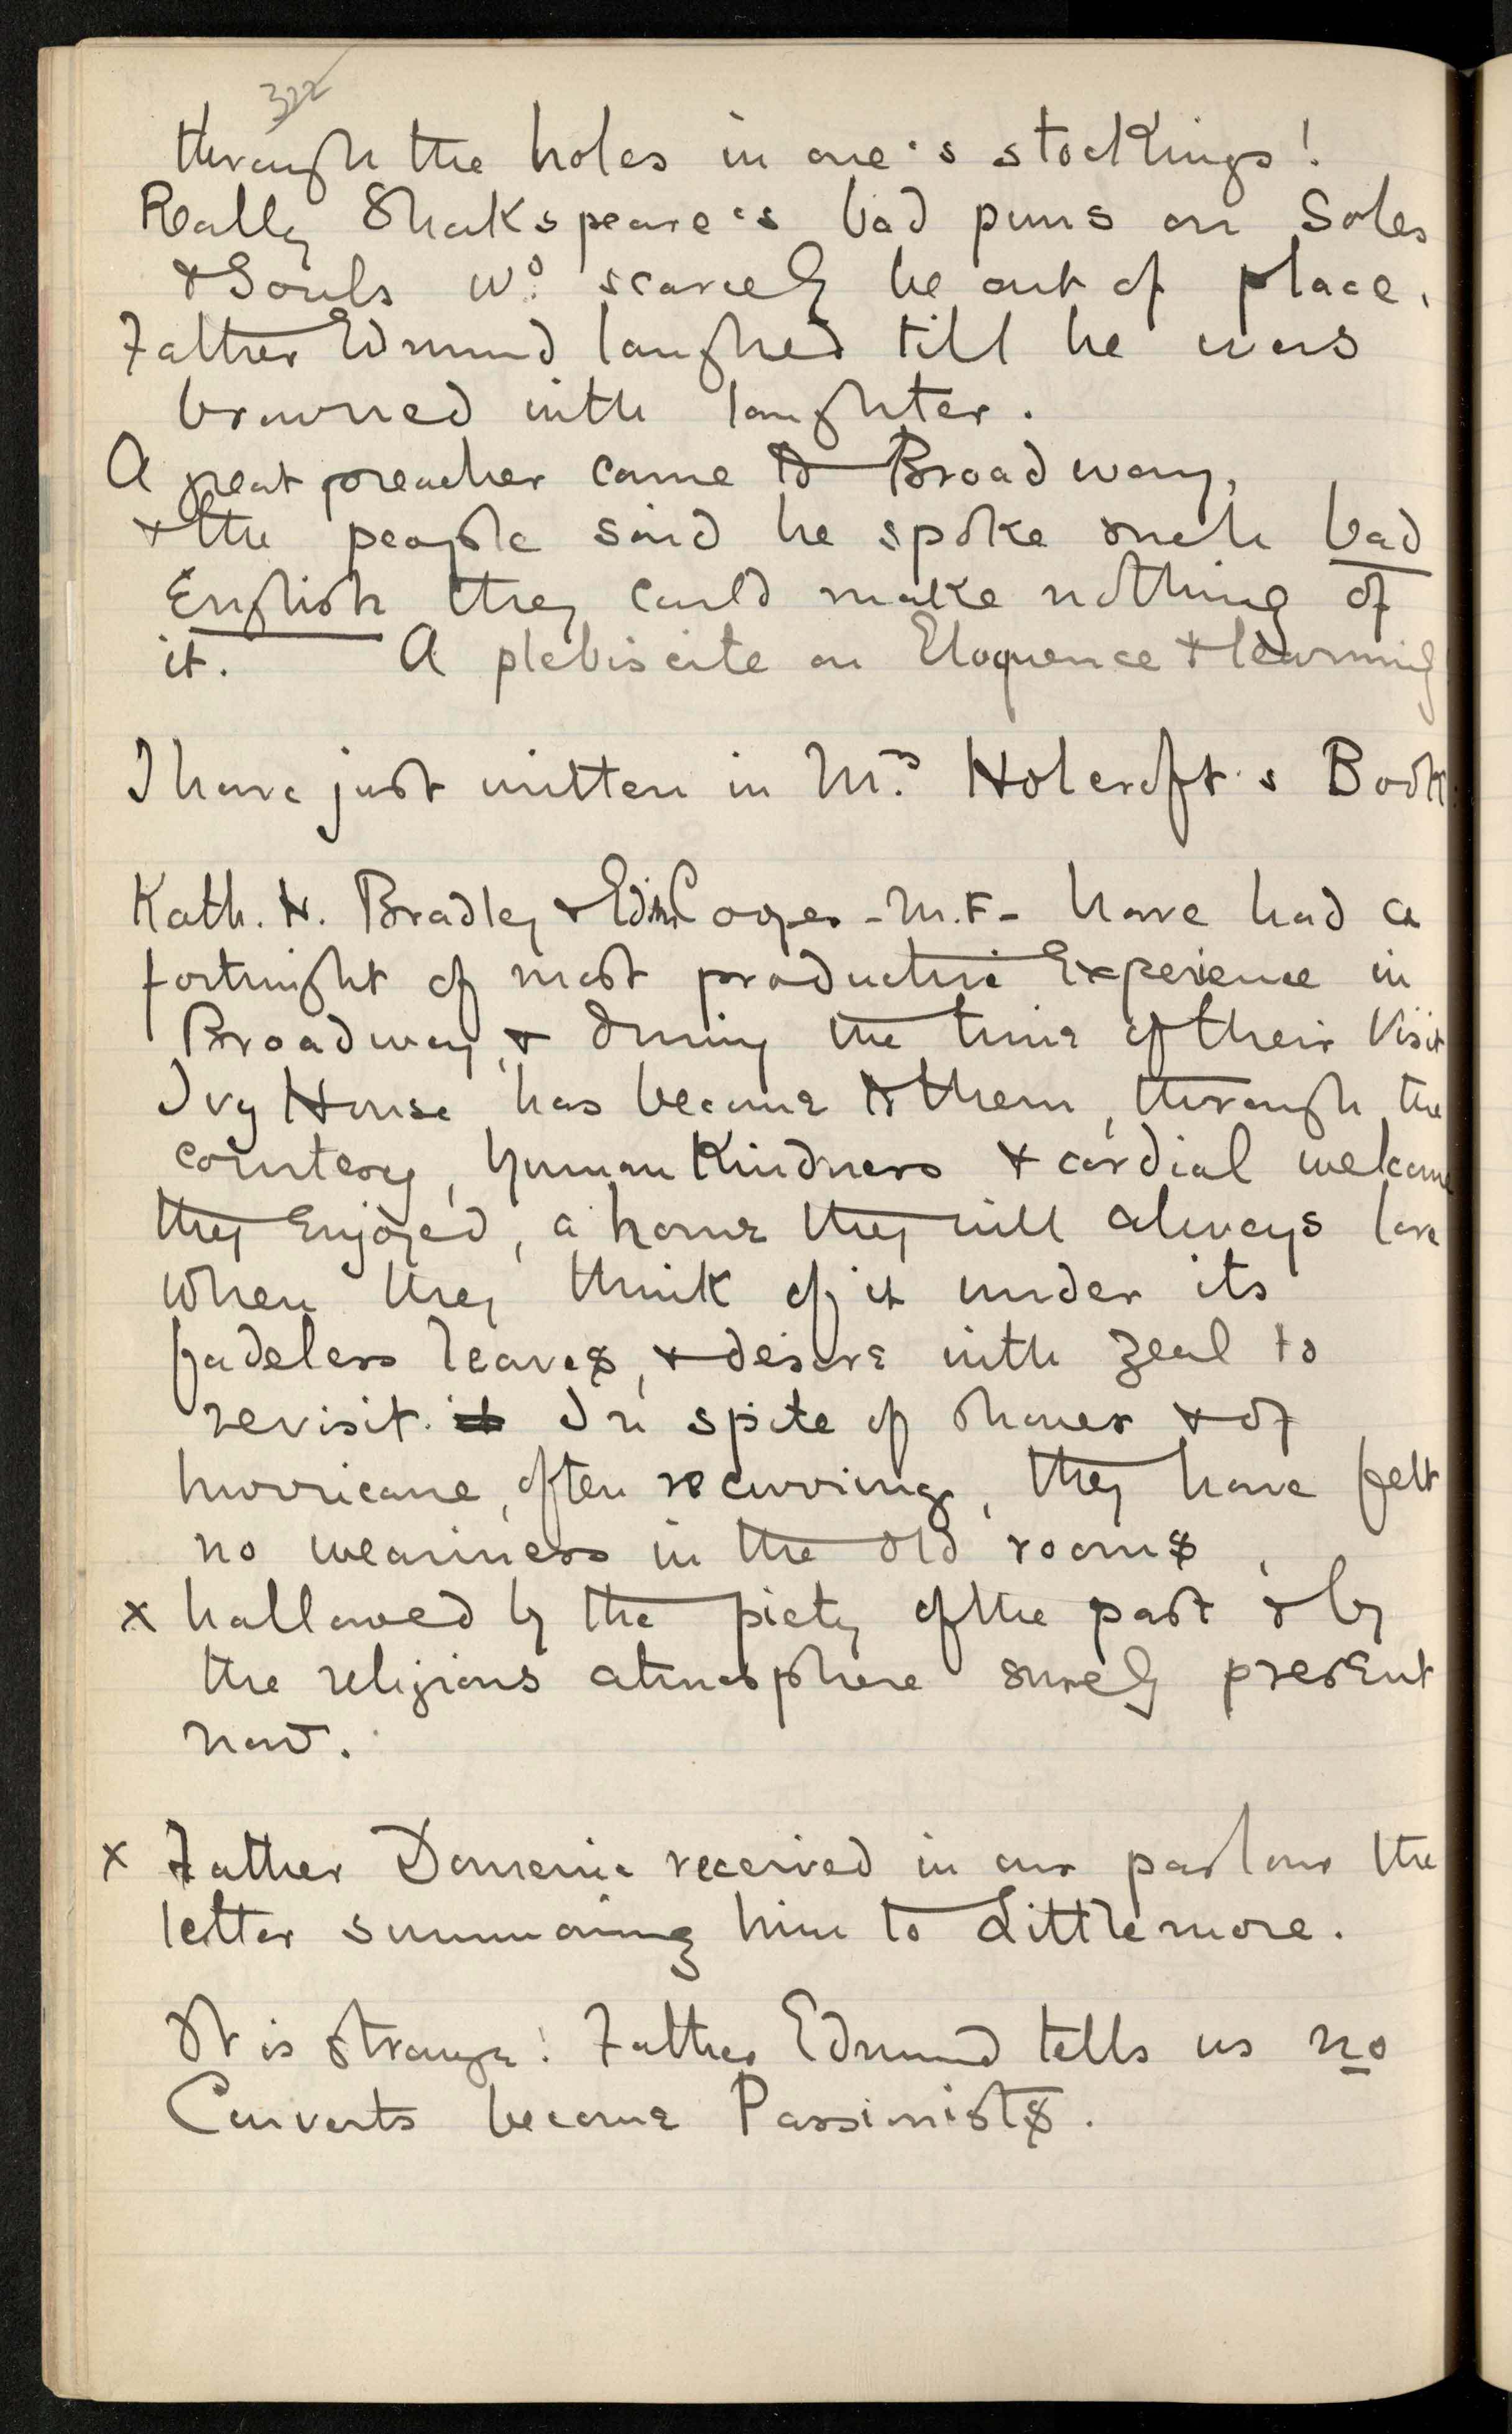 322
through the holes in one's stockings!
Really Shakspeare's bad puns on Soles
& Souls wd. scarcely be out of place.
Father Edmund laughed till he was
browned with laughter.
A great preacher came to Broadway,
& the people said he spoke such bad
English they could make nothing of
it. A plebiscite on Eloquence & learning
I have just written in Mrs Holcroft's Book
Kath. H. Bradley & Edith Cooper - M.F - have had a
fortnight of most productive Experience in
Broadway, & during the time of their Visit
Ivy House has become to them, through the
courtesy, human Kindness & cordial welcome
they Enjoyed, a home they will always love
when they think of it under its
fadeless leaves, & desire with zeal to
revisit. In spite of shower & of
hurricane, often recurring, they have felt
no weariness in the old rooms,
x hallowed by the piety of the past & by
the religious atmosphere surely present
now.
x Father Domenic received in our parlour the
letter summoning him to Littlemore.
It is strange! Father Edmund tells us no
Converts become Passionists.